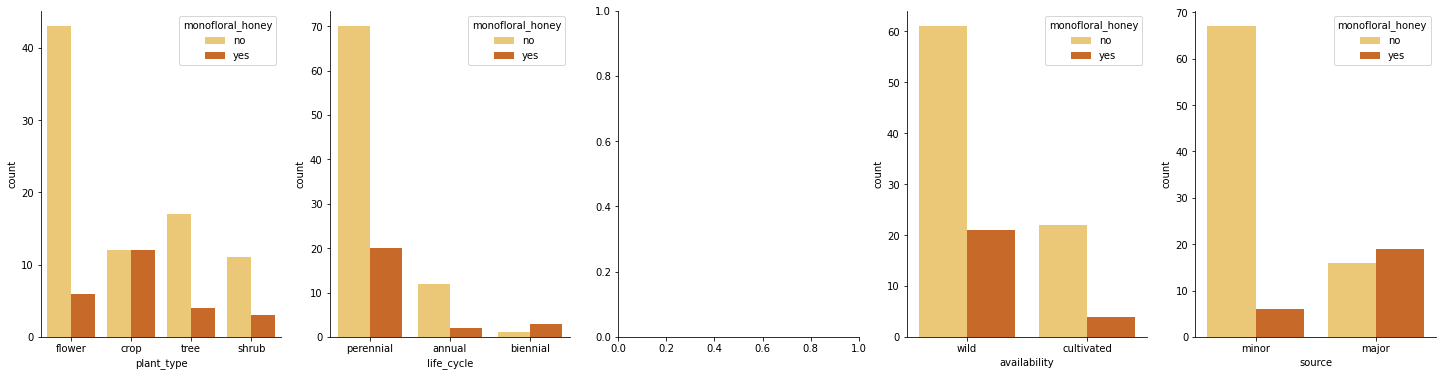 monofloral_honey
no
yes
40
30
20
10
0
count
flower crop tree shrub
plant_type
monofloral_honey
no
yes
70
60
50
40
30
20
10
0
count
perennial annual biennial
life_cycle
1.0
0.8
0.6
0.4
0.2
0.0
0.0 0.2 0.4 0.6 0.8 1.0
monofloral_honey
no
yes
60
50
40
30
20
10
0
count
wild cultivated
availability
monofloral_honey
no
yes
70
60
50
40
30
20
10
0
count
minor major
source